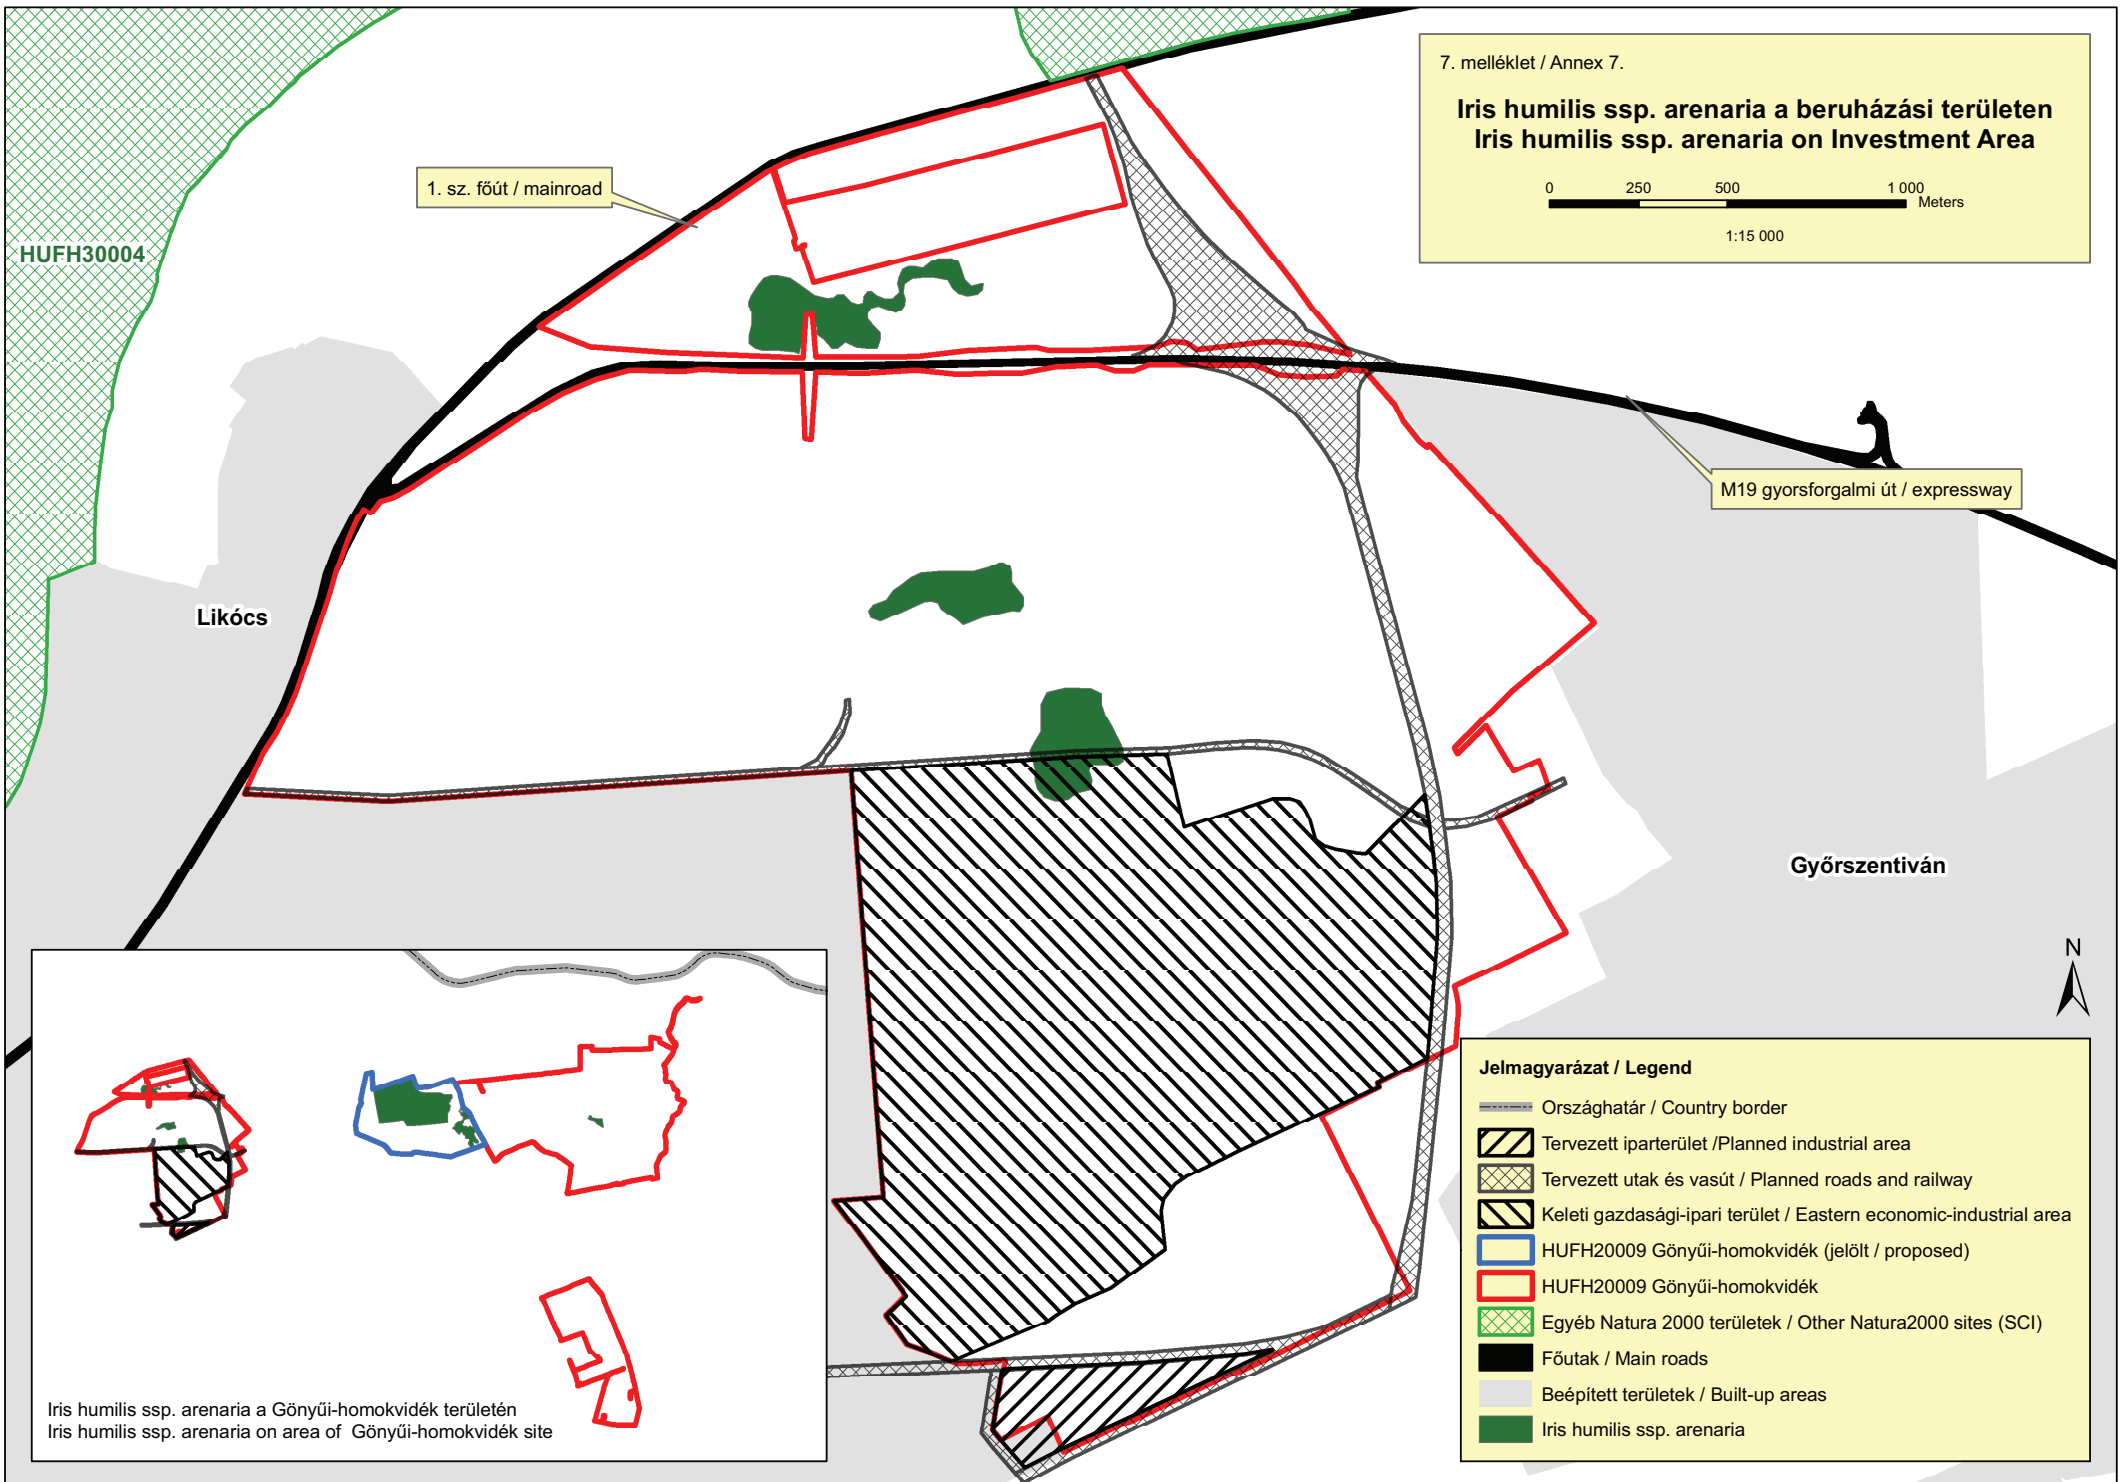 7. melléklet / Annex 7.
Iris humilis ssp. arenaria a beruházási területen
Iris humilis ssp. arenaria on Investment Area
0 250 500 1 000
Meters
1:15 000
1. sz. főút / mainroad
HUFH30004
M19 gyorsforgalmi út / expressway
Likócs
Győrszentiván
N
Jelmagyarázat / Legend
Országhatár / Country border
Tervezett iparterület /Planned industrial area
Tervezett utak és vasút / Planned roads and railway
Keleti gazdasági-ipari terület / Eastern economic-industrial area
HUFH20009 Gönyűi-homokvidék (jelölt / proposed)
HUFH20009 Gönyűi-homokvidék
Egyéb Natura 2000 területek / Other Natura2000 sites (SCI)
Főutak / Main roads
Beépített területek / Built-up areas
Iris humilis ssp. arenaria
Iris humilis ssp. arenaria a Gönyűi-homokvidék területén
Iris humilis ssp. arenaria on area of Gönyűi-homokvidék site